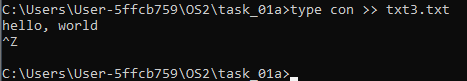 C:\Users\User-5ffcb759\OS2\task_01a>type con >> txt3.txt
hello, world
^Z
C:\Users\User-5ffcb759\OS2\task_01a>